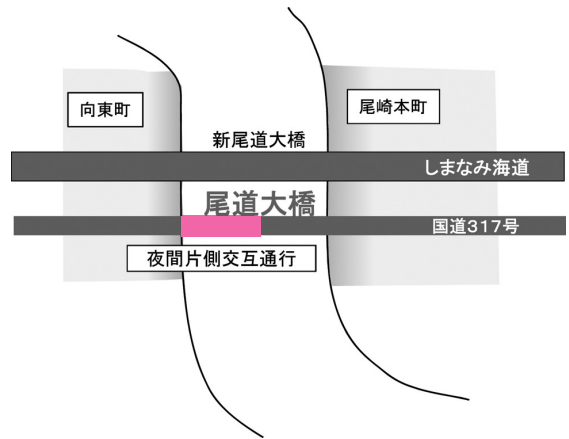 向東町
尾崎本町
新尾道大橋
しまなみ海道
尾道大橋
国道317号
夜間片側交互通行